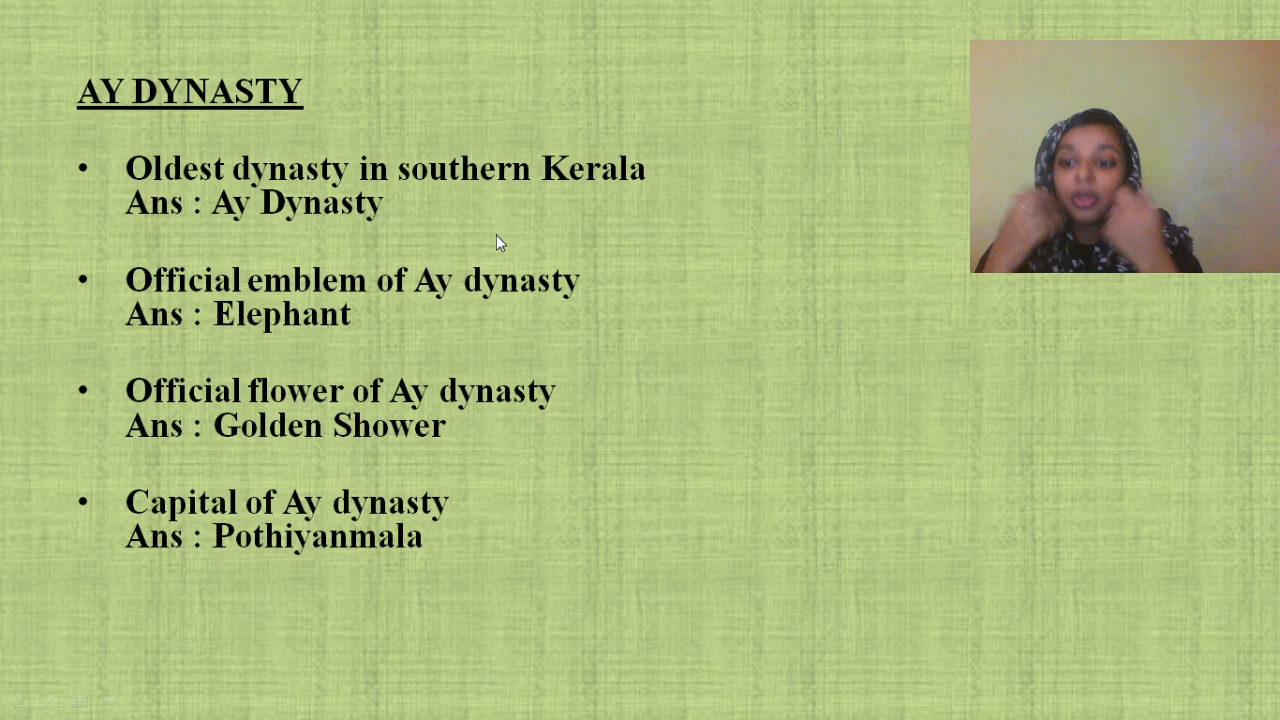 AY DYNASTY
• Oldest dynasty in southern Kerala
Ans : Ay Dynasty
• Official emblem of Ay dynasty
Ans : Elephant
• Official flower of Ay dynasty
Ans : Golden Shower
• Capital of Ay dynasty
Ans : Pothiyanmala